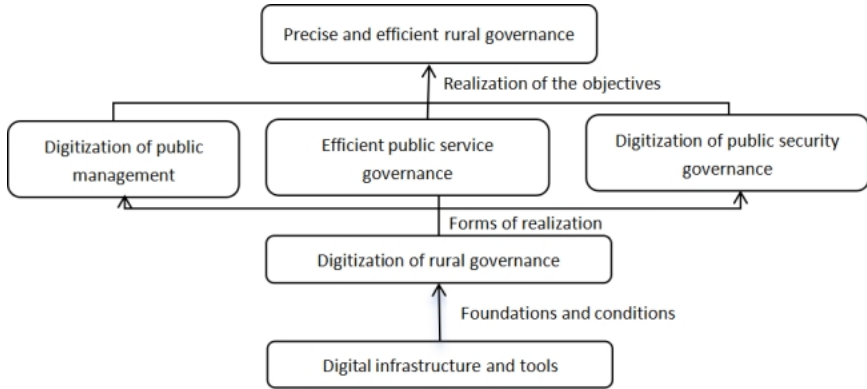 Precise and efficient rural governance
Realization of the objectives
Digitization of public
management
Efficient public service
governance
Digitization of public security
governance
Forms of realization
Digitization of rural governance
Foundations and conditions
Digital infrastructure and tools